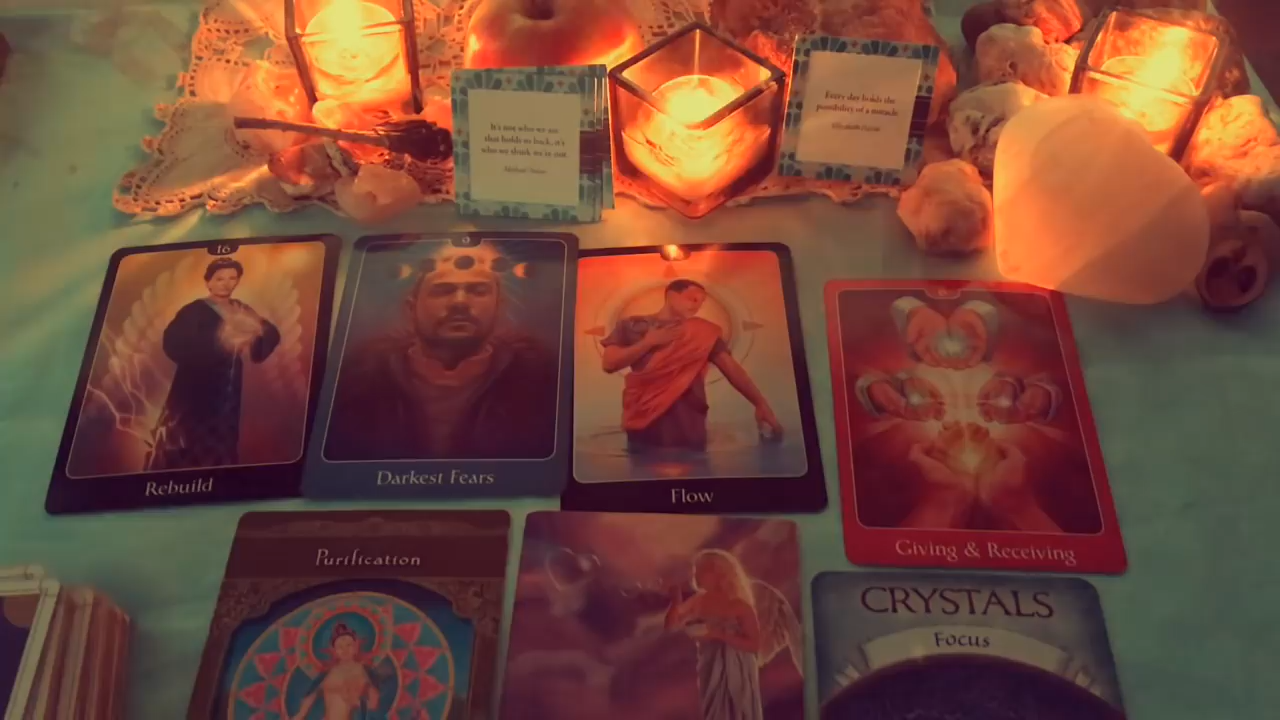 It's not who we are
that holds us back, it's
who we think we're not.
Every day holds the
possibility of a miracle.
16
9
Rebuild
Darkest Fears
Flow
Giving & Receiving
Purification
CRYSTALS
Focus